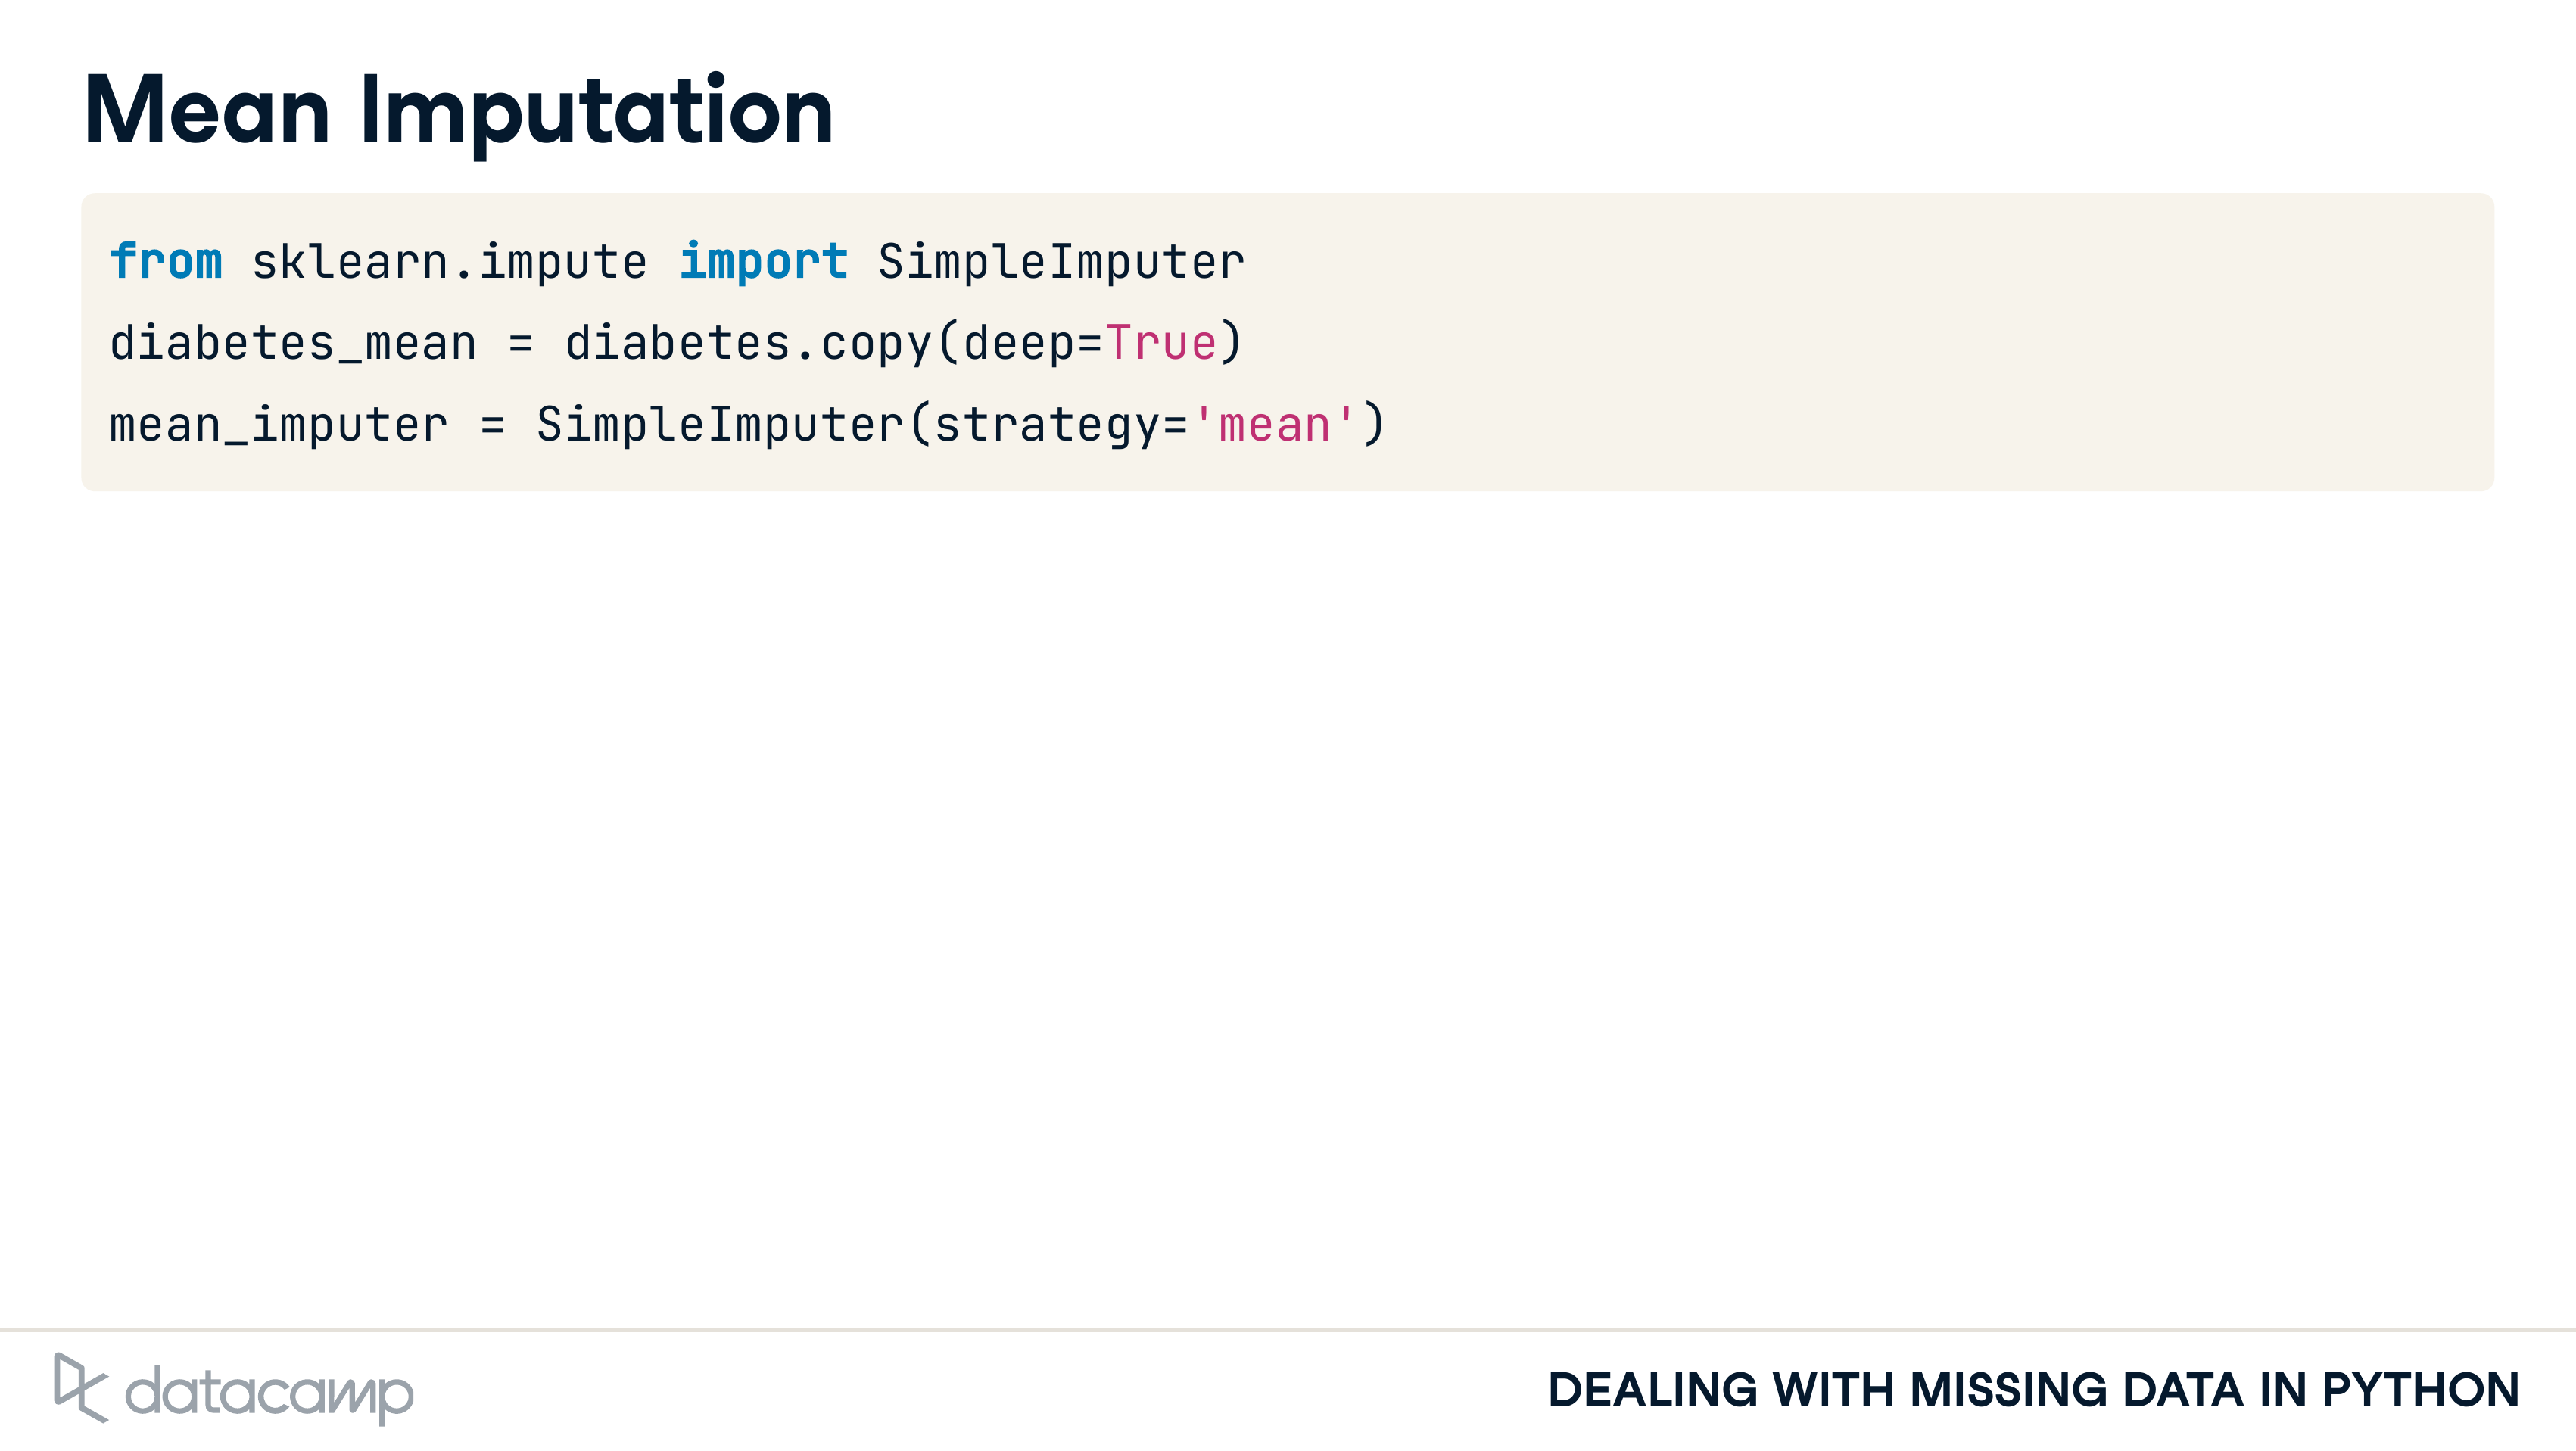 Mean Imputation
from sklearn.impute import SimpleImputer
diabetes_mean = diabetes.copy(deep=True)
mean_imputer = SimpleImputer(strategy='mean')
datacamp
DEALING WITH MISSING DATA IN PYTHON